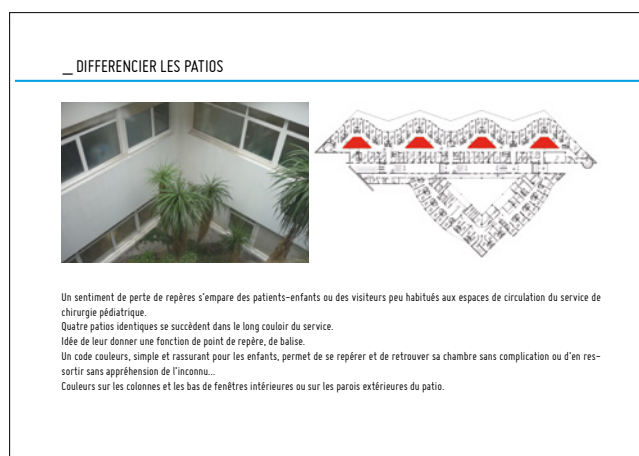 _ DIFFERENCIER LES PATIOS
Un sentiment de perte de repères s'empare des patients-enfants ou des visiteurs peu habitués aux espaces de circulation du service de
chirurgie pédiatrique.
Quatre patios identiques se succèdent dans le long couloir du service.
Idée de leur donner une fonction de point de repère, de balise.
Un code couleurs, simple et rassurant pour les enfants, permet de se repérer et de retrouver sa chambre sans complication ou d'en res-
sortir sans appréhension de l'inconnu...
Couleurs sur les colonnes et les bas de fenêtres intérieures ou sur les parois extérieures du patio.